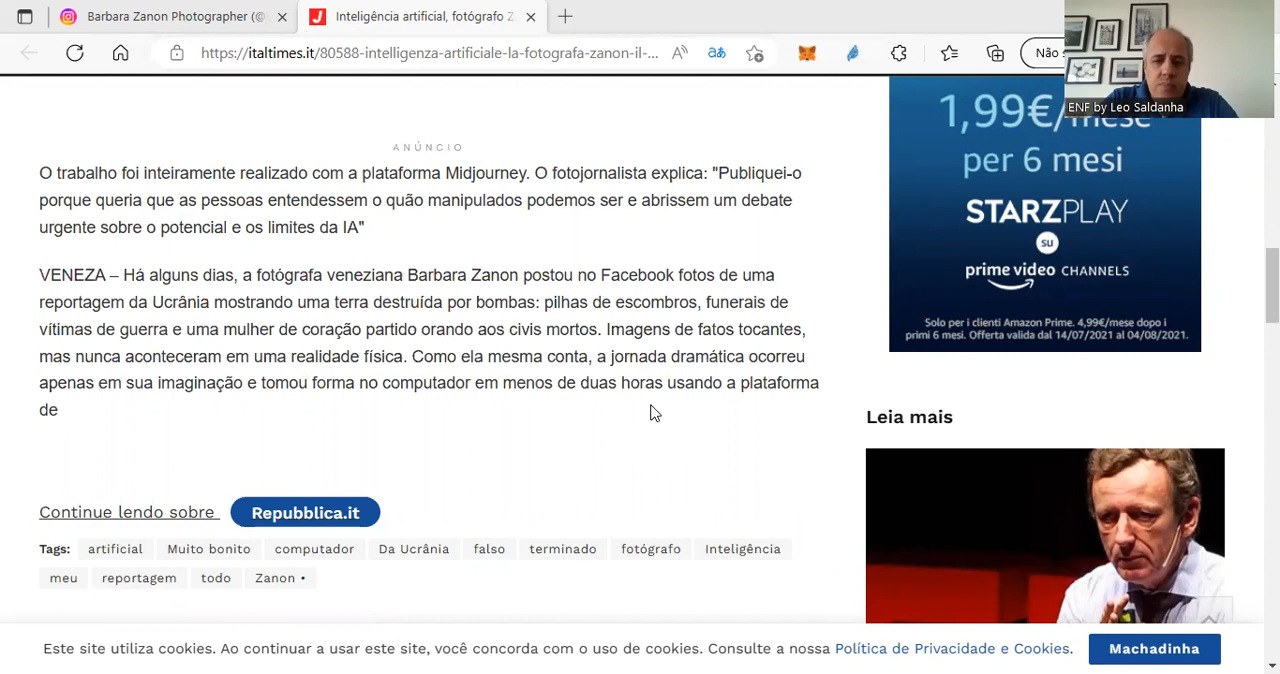 Barbara Zanon Photographer (@
Inteligência artificial, fotógrafo Z
https://italtimes.it/80588-intelligenza-artificiale-la-fotografa-zanon-il-...
Não
ENF by Leo Saldanha
1,99€/mese
per 6 mesi
STARZPLAY
su
prime video CHANNELS
Solo per i clienti Amazon Prime. 4,99€/mese dopo i
primi 6 mesi. Offerta valida dal 14/07/2021 al 04/08/2021.
ANÚNCIO
O trabalho foi inteiramente realizado com a plataforma Midjourney. O fotojornalista explica: "Publiquei-o
porque queria que as pessoas entendessem o quão manipulados podemos ser e abrissem um debate
urgente sobre o potencial e os limites da IA"
VENEZA – Há alguns dias, a fotógrafa veneziana Barbara Zanon postou no Facebook fotos de uma
reportagem da Ucrânia mostrando uma terra destruída por bombas: pilhas de escombros, funerais de
vítimas de guerra e uma mulher de coração partido orando aos civis mortos. Imagens de fatos tocantes,
mas nunca aconteceram em uma realidade física. Como ela mesma conta, a jornada dramática ocorreu
apenas em sua imaginação e tomou forma no computador em menos de duas horas usando a plataforma
de
Leia mais
Continue lendo sobre Repubblica.it
Tags: artificial Muito bonito computador Da Ucrânia falso terminado fotógrafo Inteligência
meu reportagem todo Zanon •
Este site utiliza cookies. Ao continuar a usar este site, você concorda com o uso de cookies. Consulte a nossa Política de Privacidade e Cookies. Machadinha